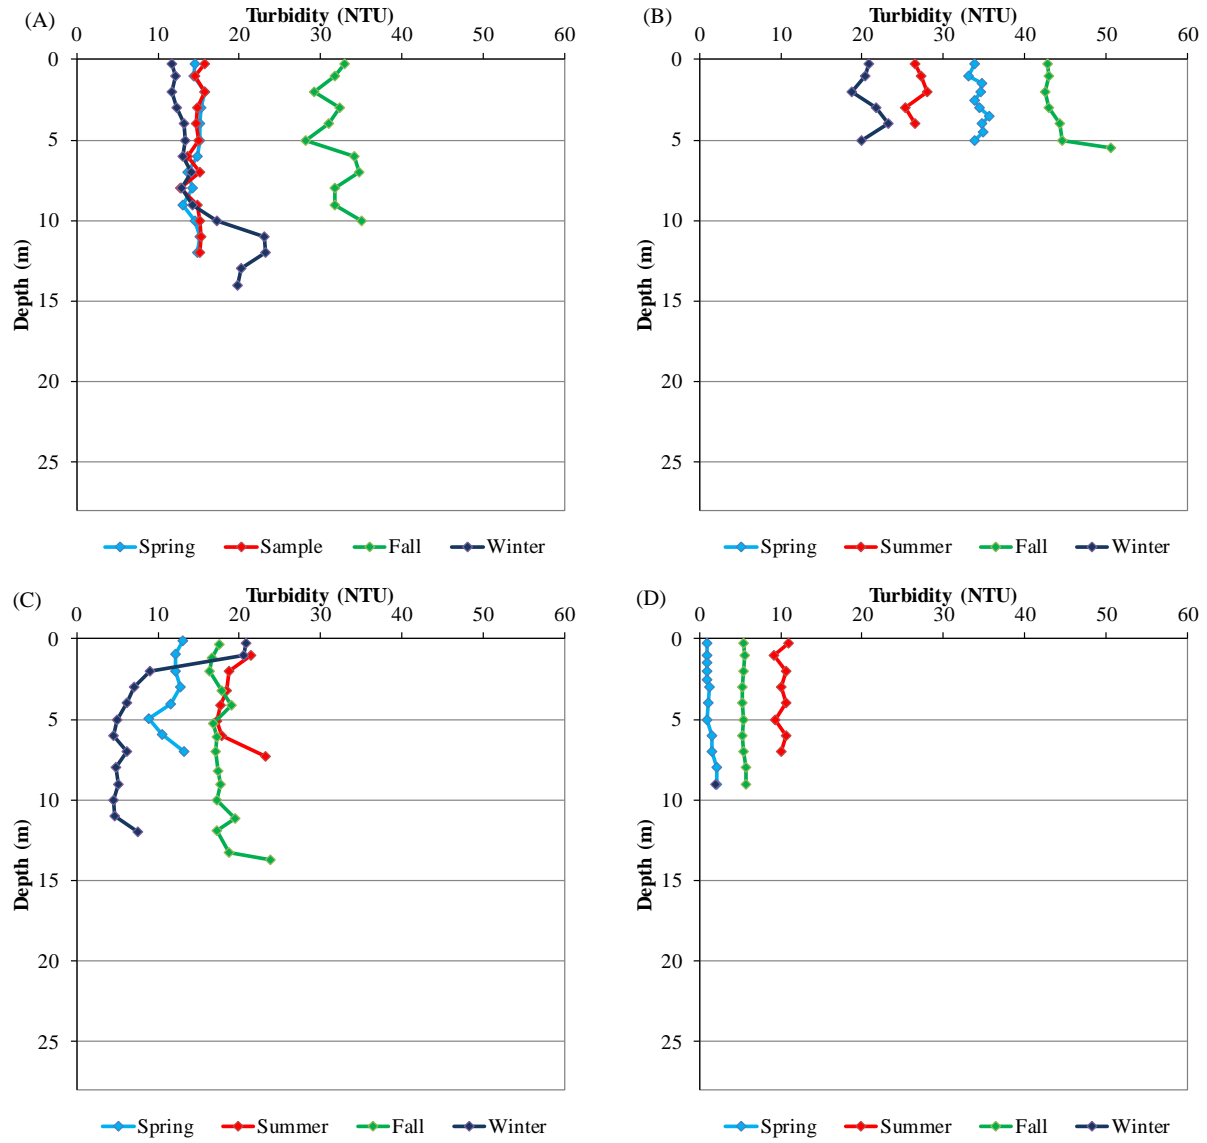 (A)
Turbidity (NTU)
0 10 20 30 40 50 60
0
5
10
15
20
25
Depth (m)
Spring Sample Fall Winter
(B)
Turbidity (NTU)
0 10 20 30 40 50 60
0
5
10
15
20
25
Depth (m)
Spring Summer Fall Winter
(C)
Turbidity (NTU)
0 10 20 30 40 50 60
0
5
10
15
20
25
Depth (m)
Spring Summer Fall Winter
(D)
Turbidity (NTU)
0 10 20 30 40 50 60
0
5
10
15
20
25
Depth (m)
Spring Summer Fall Winter